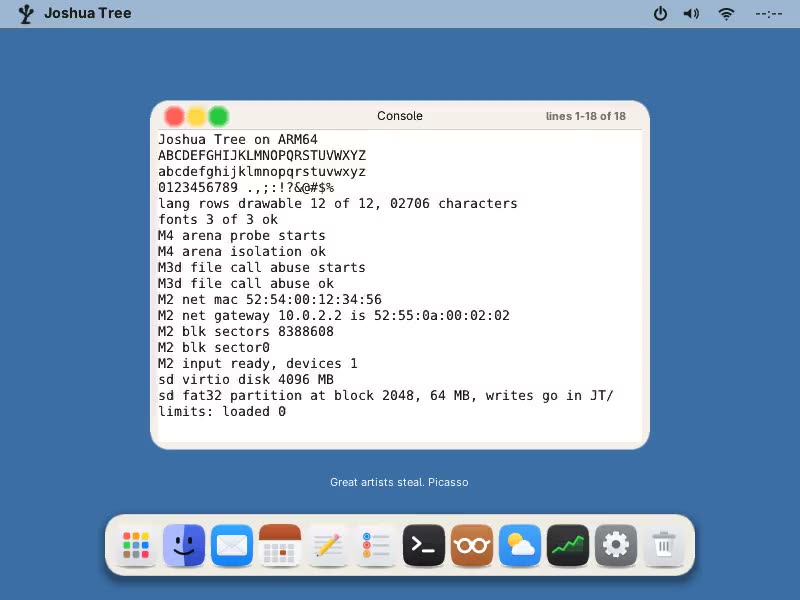 Joshua Tree
--:--
Console
lines 1-18 of 18
Joshua Tree on ARM64
ABCDEFGHIJKLMNOPQRSTUVWXYZ
abcdefghijklmnopqrstuvwxyz
0123456789 .,;:!?&@#$%
lang rows drawable 12 of 12, 02706 characters
fonts 3 of 3 ok
M4 arena probe starts
M4 arena isolation ok
M3d file call abuse starts
M3d file call abuse ok
M2 net mac 52:54:00:12:34:56
M2 net gateway 10.0.2.2 is 52:55:0a:00:02:02
M2 blk sectors 8388608
M2 blk sector0
M2 input ready, devices 1
sd virtio disk 4096 MB
sd fat32 partition at block 2048, 64 MB, writes go in JT/
limits: loaded 0
Great artists steal. Picasso